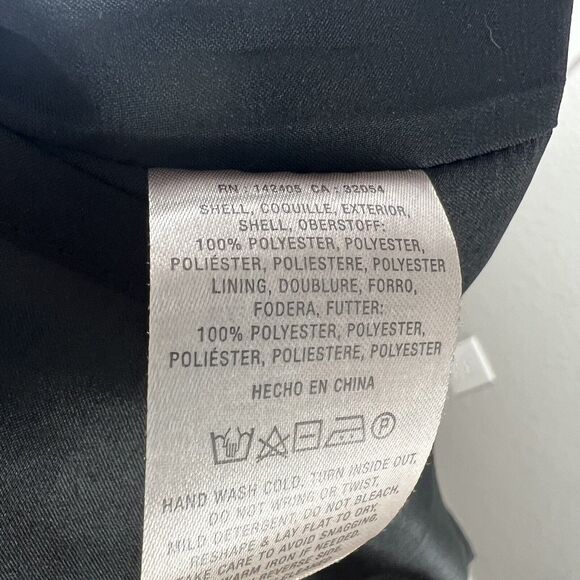 RN : 142405 CA : 32054
SHELL, COQUILLE, EXTERIOR,
SHELL, OBERSTOFF:
100% POLYESTER, POLYESTER,
POLIÉSTER, POLIESTERE, POLYESTER
LINING, DOUBLURE, FORRO,
FODERA, FUTTER:
100% POLYESTER, POLYESTER,
POLIÉSTER, POLIESTERE, POLYESTER
HECHO EN CHINA
P
HAND WASH COLD. TURN INSIDE OUT,
DO NOT WRING OR TWIST,
MILD DETERGENT. DO NOT BLEACH,
RESHAPE & LAY FLAT TO DRY.
TAKE CARE TO AVOID SNAGGING,
WARM IRON IF NEEDED.
REVERSE SIDE.